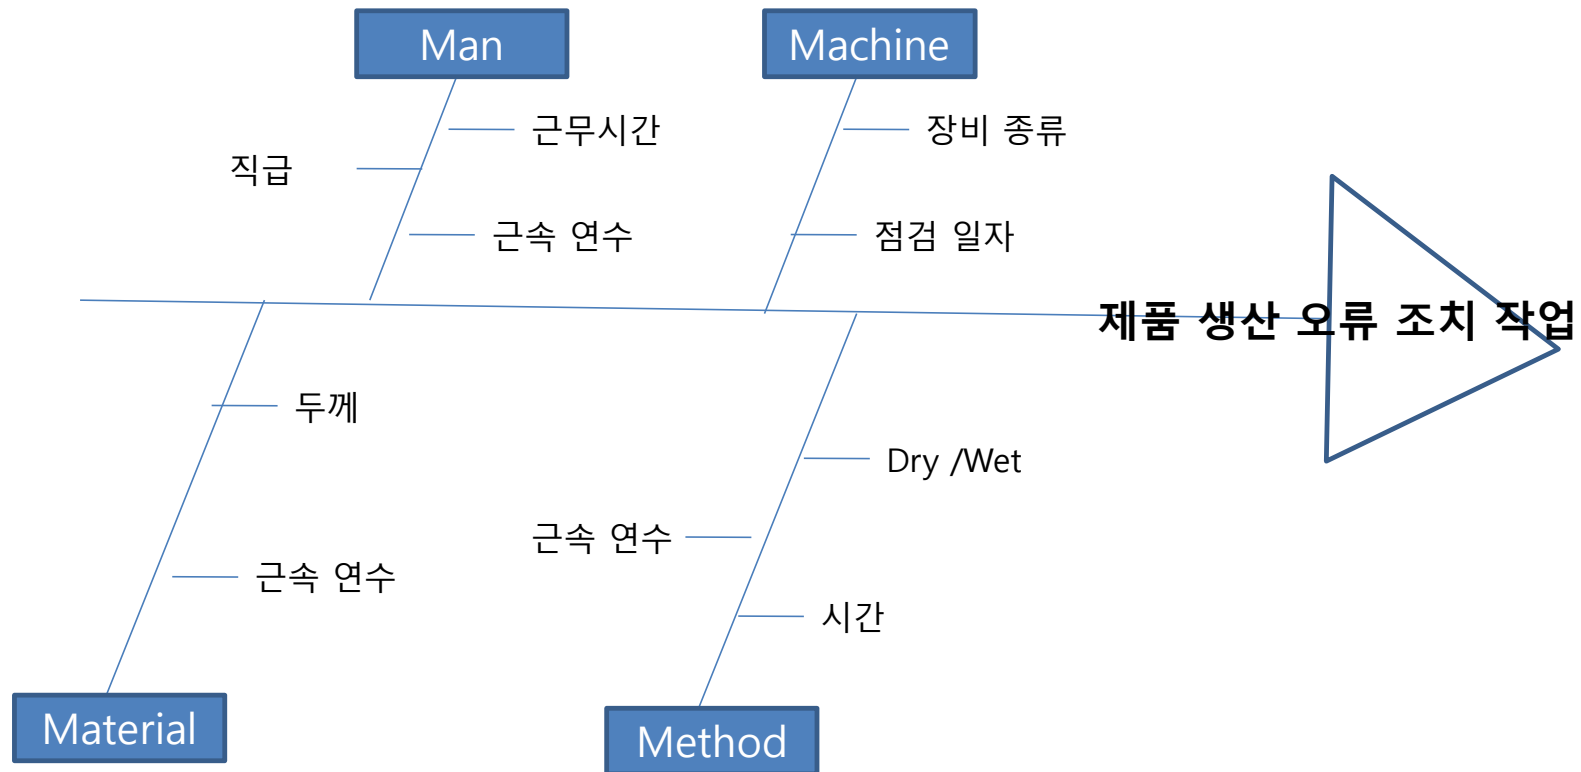 Man
Machine
근무시간
장비 종류
직급
근속 연수
점검 일자
제품 생산 오류 조치 작업
두께
Dry /Wet
근속 연수
근속 연수
시간
Material
Method